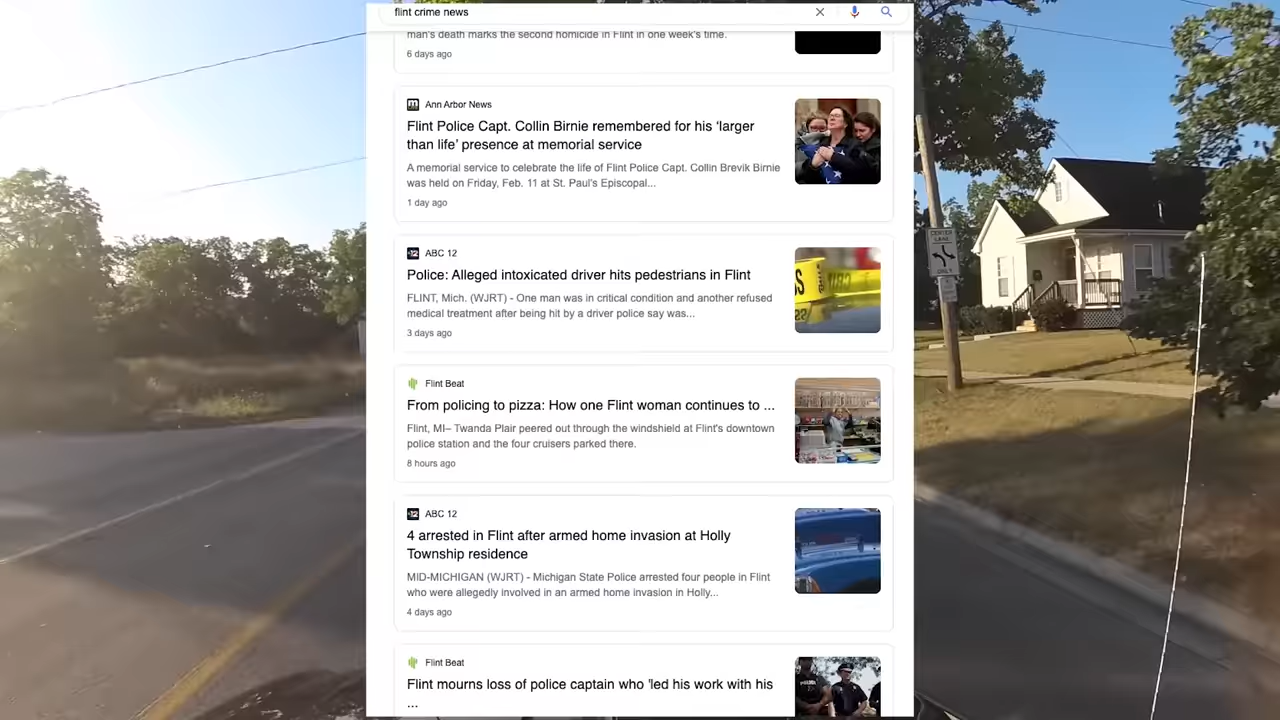 flint crime news
man's death marks the second homicide in Flint in one week's time.
6 days ago
Ann Arbor News
Flint Police Capt. Collin Birnie remembered for his ‘larger
than life’ presence at memorial service
A memorial service to celebrate the life of Flint Police Capt. Collin Brevik Birnie
was held on Friday, Feb. 11 at St. Paul's Episcopal...
1 day ago
ABC 12
Police: Alleged intoxicated driver hits pedestrians in Flint
FLINT, Mich. (WJRT) - One man was in critical condition and another refused
medical treatment after being hit by a driver police say was...
3 days ago
Flint Beat
From policing to pizza: How one Flint woman continues to ...
Flint, MI– Twanda Plair peered out through the windshield at Flint's downtown
police station and the four cruisers parked there.
8 hours ago
ABC 12
4 arrested in Flint after armed home invasion at Holly
Township residence
MID-MICHIGAN (WJRT) - Michigan State Police arrested four people in Flint
who were allegedly involved in an armed home invasion in Holly...
4 days ago
Flint Beat
Flint mourns loss of police captain who 'led his work with his
...
CENTER
LANE
ONLY